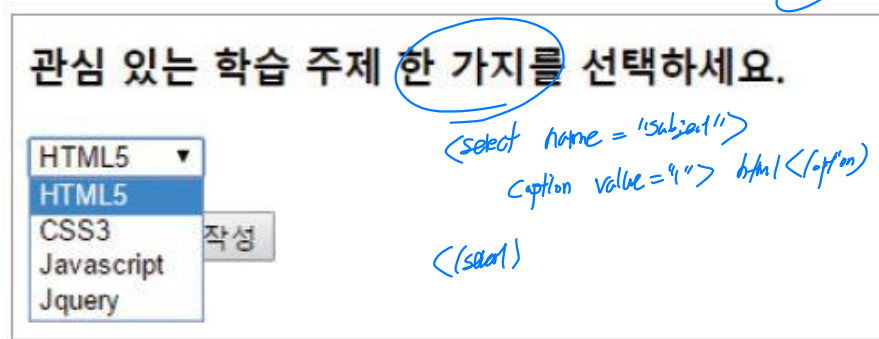 관심 있는 학습 주제 한 가지를 선택하세요.
<select name="subject">
HTML5 ▼
<option value="1"> html </option>
HTML5
CSS3
작성
</select>
Javascript
Jquery